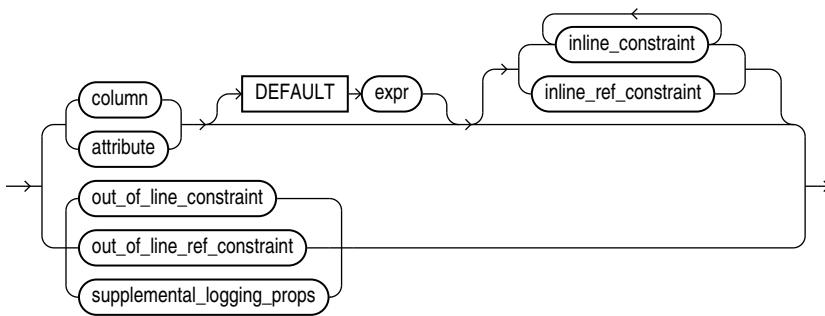 inline_constraint
DEFAULT expr
column
inline_ref_constraint
attribute
out_of_line_constraint
out_of_line_ref_constraint
supplemental_logging_props